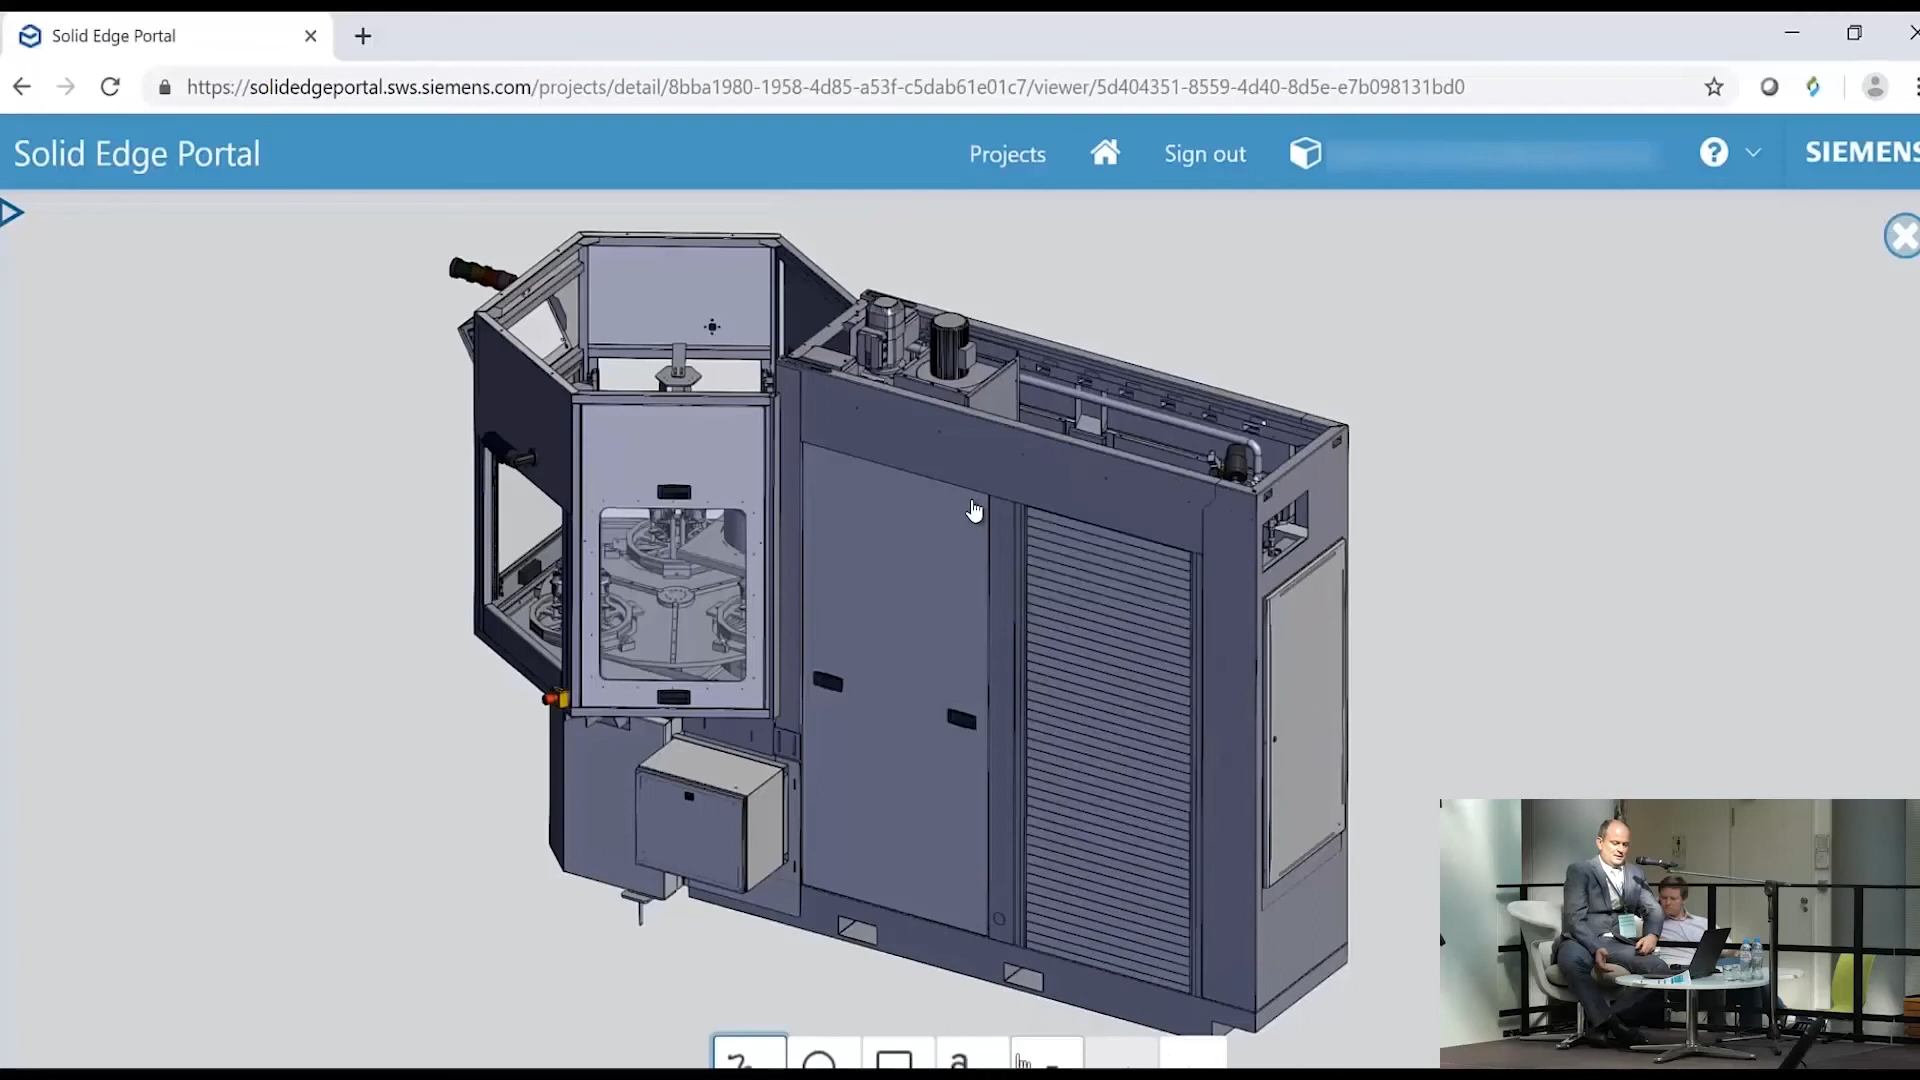 Solid Edge Portal
https://solidedgeportal.sws.siemens.com/projects/detail/8bba1980-1958-4d85-a53f-c5dab61e01c7/viewer/5d404351-8559-4d40-8d5e-e7b098131bd0
Solid Edge Portal
Projects
Sign out
?
SIEMENS
a